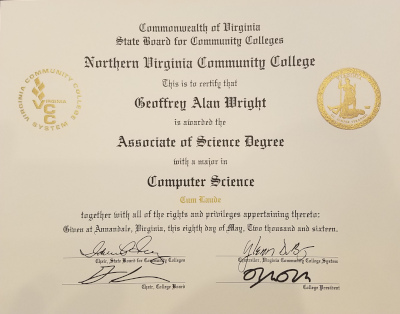 Commonwealth of Virginia
State Board for Community Colleges
Northern Virginia Community College
This is to certify that
Geoffrey Alan Wright
is awarded the
Associate of Science Degree
with a major in
Computer Science
Cum Laude
together with all of the rights and privileges appertaining thereto:
Given at Annandale, Virginia, this eighth day of May, Two thousand and sixteen.
Chair, State Board for Community Colleges
Chancellor, Virginia Community College System
Chair, College Board
College President
VIRGINIA COMMUNITY COLLEGE SYSTEM